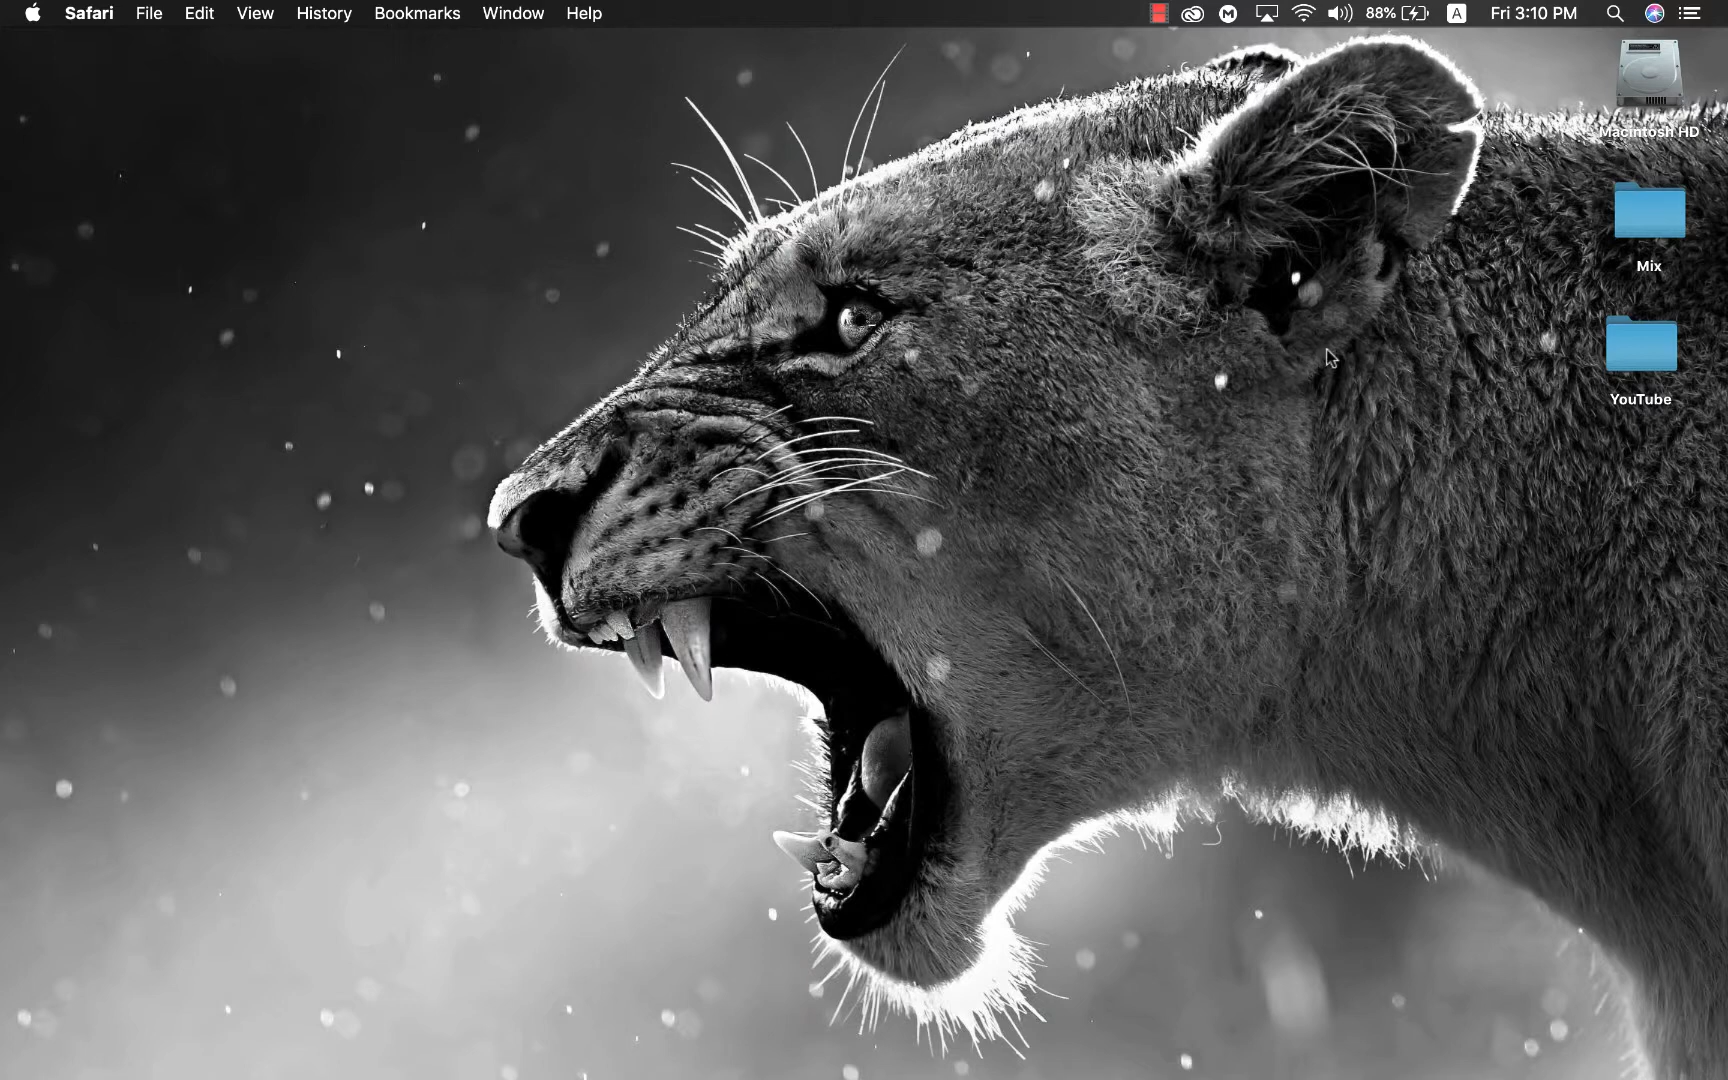 Safari File Edit View History Bookmarks Window Help 88% A Fri 3:10 PM
Macintosh HD
Mix
YouTube